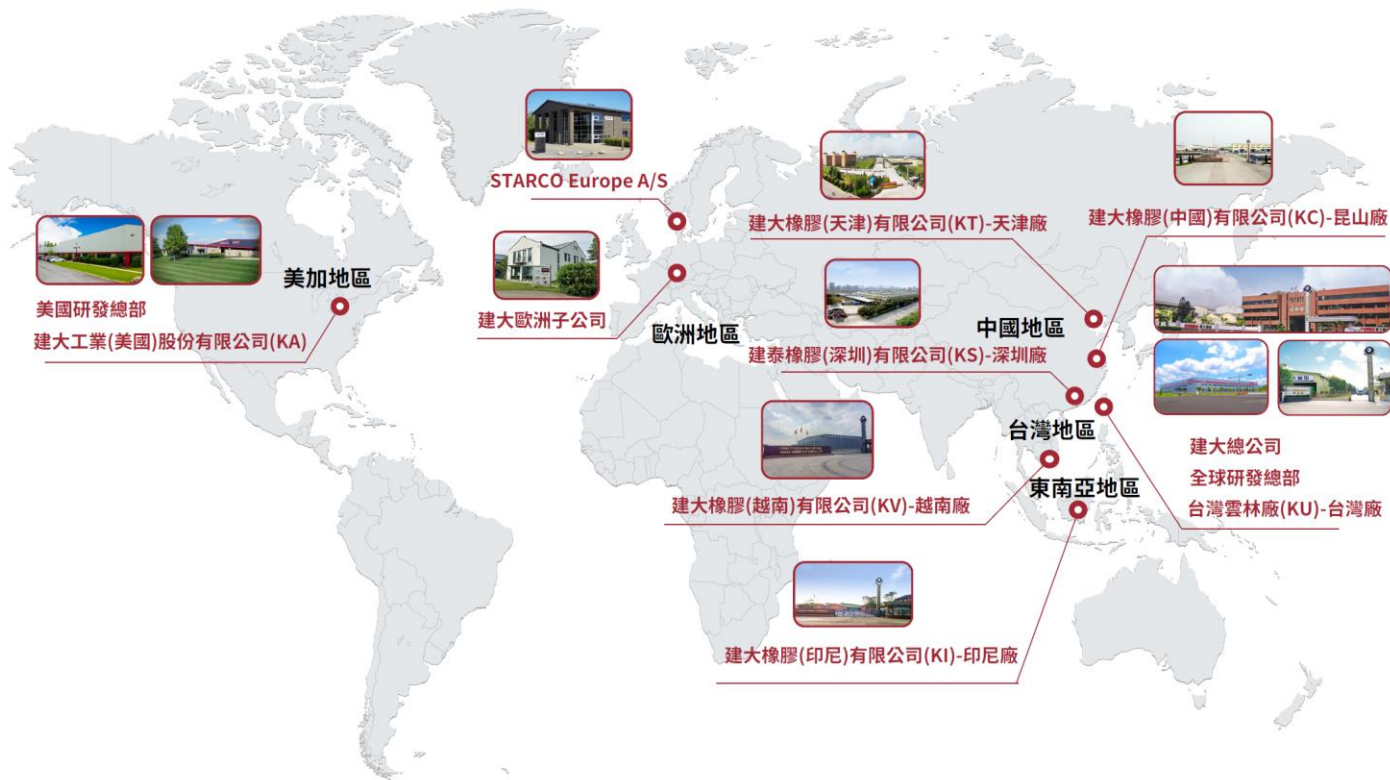 STARCO Europe A/S
建大橡膠(天津)有限公司(KT)-天津廠
建大橡膠(中國)有限公司(KC)-昆山廠
美加地區
美國研發總部
建大工業(美國)股份有限公司(KA)
建大歐洲子公司
歐洲地區
中國地區
建泰橡膠(深圳)有限公司(KS)-深圳廠
台灣地區
建大總公司
全球研發總部
台灣雲林廠(KU)-台灣廠
東南亞地區
建大橡膠(越南)有限公司(KV)-越南廠
建大橡膠(印尼)有限公司(KI)-印尼廠